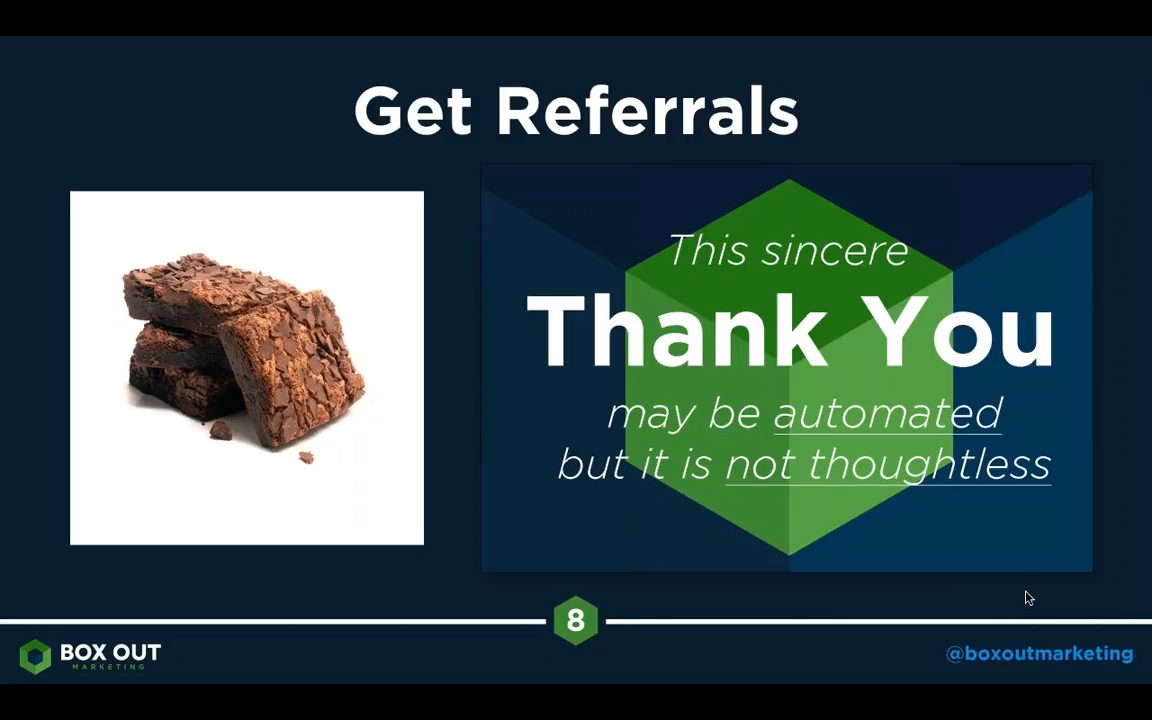 Get Referrals
This sincere
Thank You
may be automated
but it is not thoughtless
8
BOX OUT
MARKETING
@boxoutmarketing